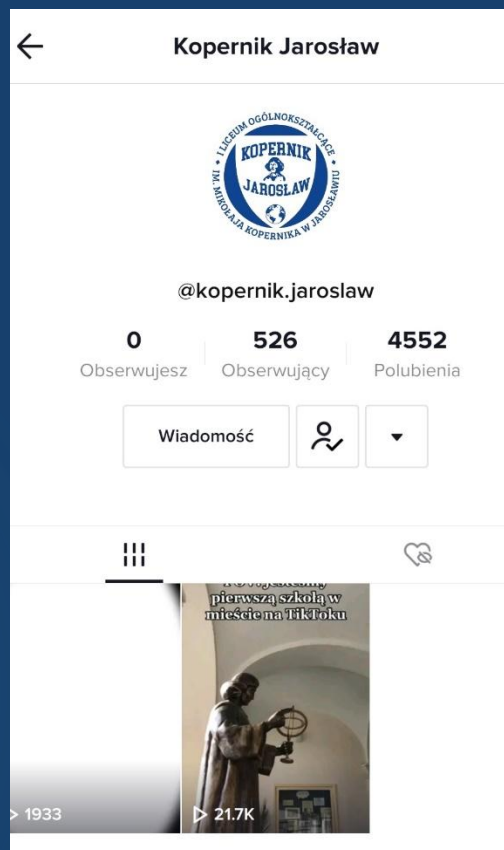 Kopernik Jarosław
I LICEUM OGÓLNOKSZTAŁCĄCE
KOPERNIK
JAROSŁAW
IM. MIKOŁAJA KOPERNIKA W JAROSŁAWIU
@kopernik.jaroslaw
0 526 4552
Obserwujesz Obserwujący Polubienia
Wiadomość
pierwszą szkołą w
mieście na TikToku
1933 21.7K